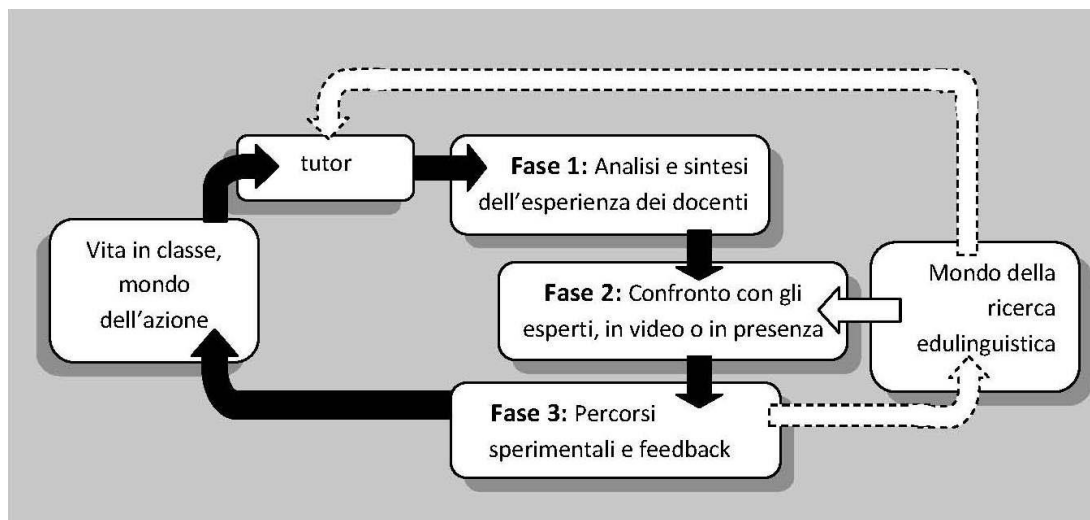 tutor
Fase 1: Analisi e sintesi
dell'esperienza dei docenti
Vita in classe,
mondo
dell'azione
Fase 2: Confronto con gli
esperti, in video o in presenza
Mondo della
ricerca
edulinguistica
Fase 3: Percorsi
sperimentali e feedback